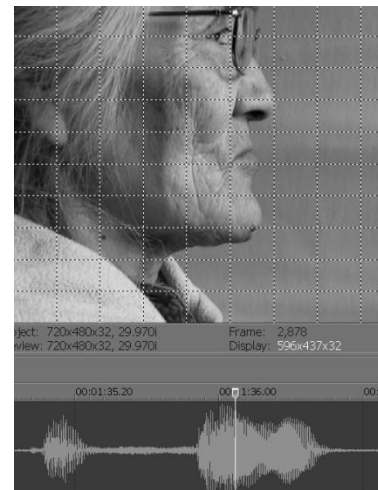 oject: 720x480x32, 29.970i Frame: 2,878
eview: 720x480x32, 29.970i Display: 596x437x32
00:01:35.20 00:01:36.00 00: